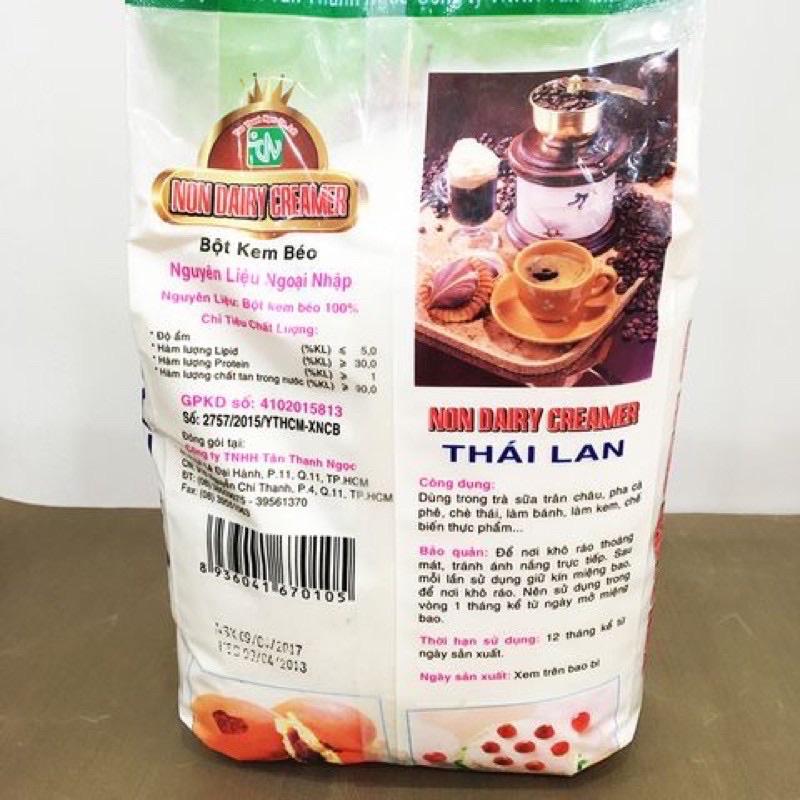 NON DAIRY CREAMER
Bột Kem Béo
Nguyên Liệu Ngoại Nhập
Nguyên Liệu: Bột kem béo 100%
Chỉ Tiêu Chất Lượng:
* Độ ẩm (%KL) ≤ 5,0
* Hàm lượng Lipid (%KL) ≥ 30,0
* Hàm lượng Protein (%KL) ≥ 1
* Hàm lượng chất tan trong nước (%KL) ≥ 90,0
GPKD số: 4102015813
Số: 2757/2015/YTHCM-XNCB
Đóng gói tại:
Công ty TNHH Tân Thanh Ngọc
Đại Hành, P.11, Q.11, TP.HCM
Chí Thanh, P.4, Q.11, TP.HCM
ĐT: (08) - 39561370
Fax: (08)
8 936041 670105
NSX 09/04/2017
NON DAIRY CREAMER
THÁI LAN
Công dụng:
Dùng trong trà sữa trân châu, pha cà
phê, chè thái, làm bánh, làm kem, chế
biến thực phẩm...
Bảo quản: Để nơi khô ráo thoáng
mát, tránh ánh nắng trực tiếp. Sau
mỗi lần sử dụng giữ kín miệng bao,
để nơi khô ráo. Nên sử dụng trong
vòng 1 tháng kể từ ngày mở miệng
bao.
Thời hạn sử dụng: 12 tháng kể từ
ngày sản xuất.
Ngày sản xuất: Xem trên bao bì